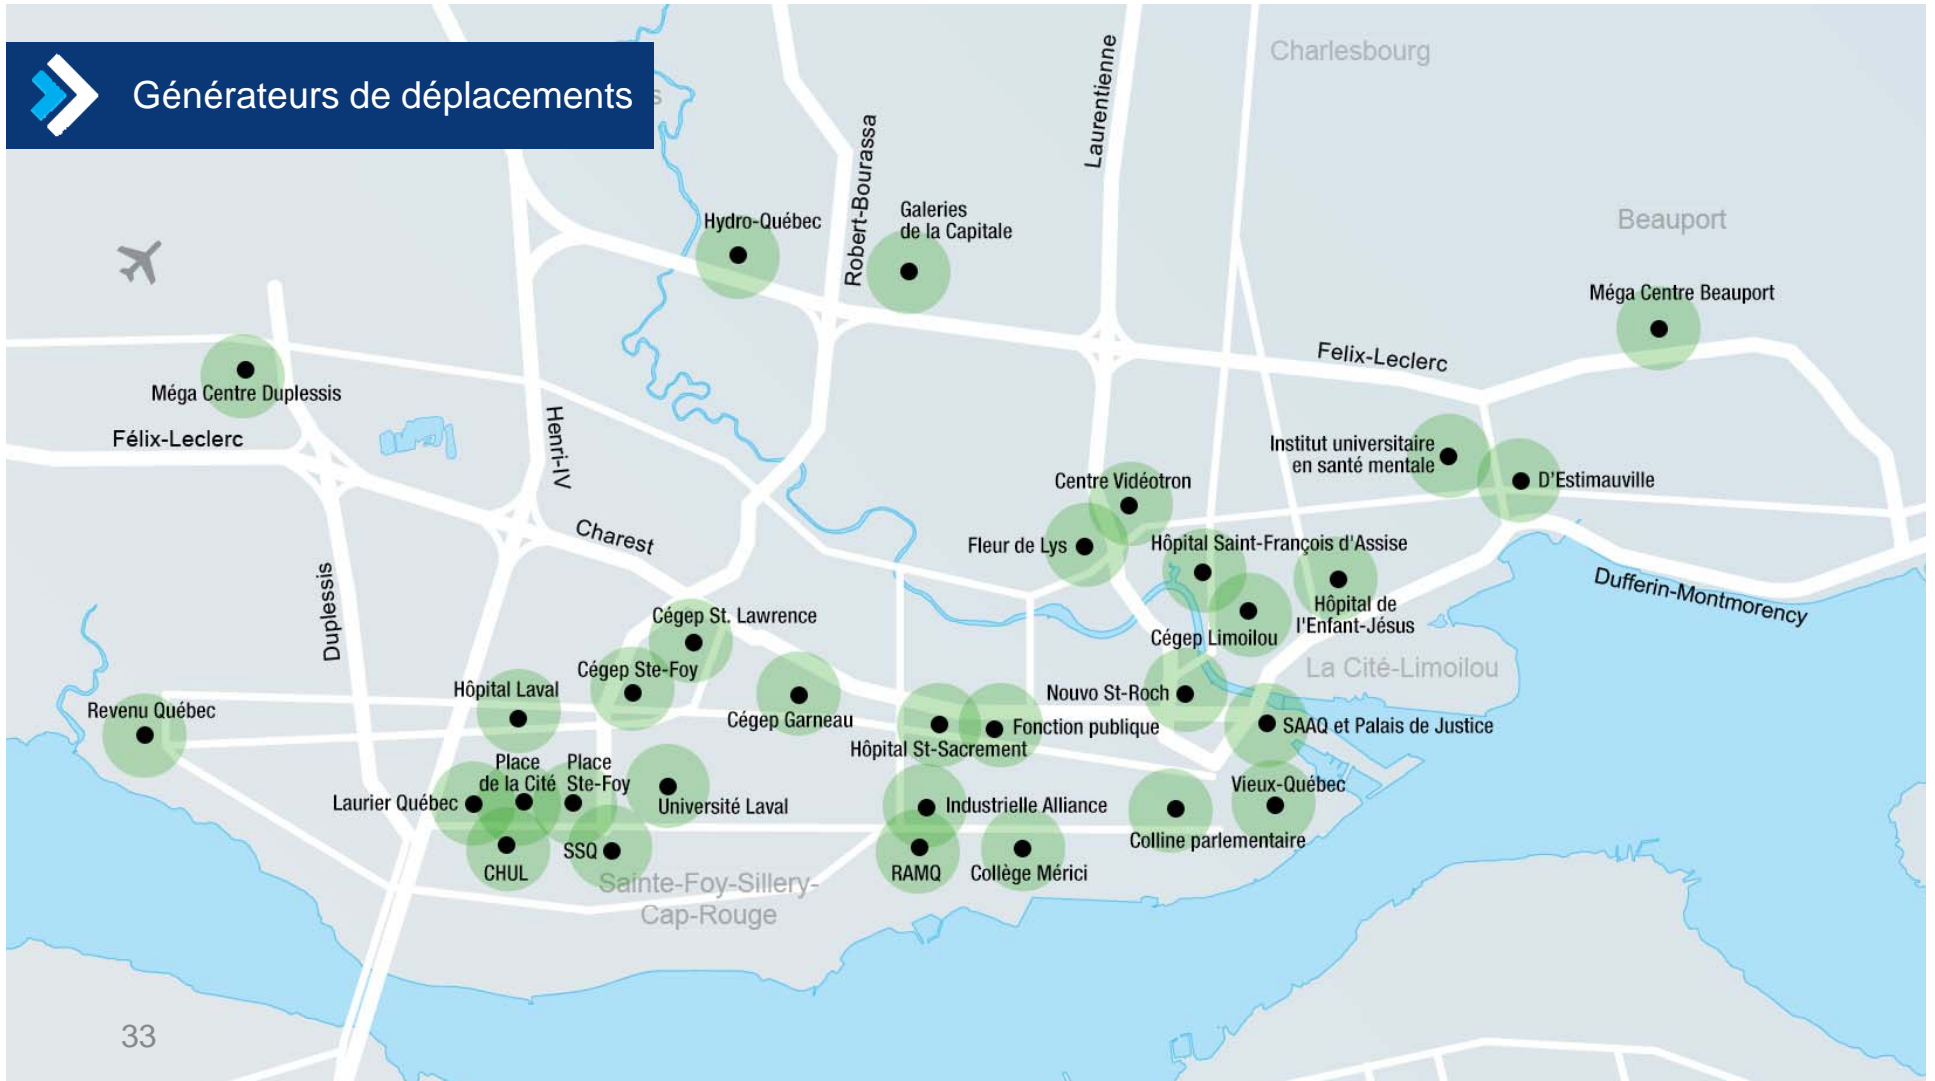 Générateurs de déplacements
s
Charlesbourg
Laurentienne
Robert-Bourassa
Beauport
Hydro-Québec
Galeries
de la Capitale
Méga Centre Beauport
Felix-Leclerc
Méga Centre Duplessis
Félix-Leclerc
Henri-IV
Institut universitaire
en santé mentale
D'Estimauville
Centre Vidéotron
Charest
Fleur de Lys
Hôpital Saint-François d'Assise
Dufferin-Montmorency
Duplessis
Hôpital de
l'Enfant-Jésus
Cégep St. Lawrence
Cégep Limoilou
La Cité-Limoilou
Cégep Ste-Foy
Hôpital Laval
Nouvo St-Roch
Revenu Québec
Cégep Garneau
Fonction publique
SAAQ et Palais de Justice
Hôpital St-Sacrement
Place
de la Cité
Place
Ste-Foy
Vieux-Québec
Laurier Québec
Université Laval
Industrielle Alliance
Colline parlementaire
SSQ
CHUL
RAMQ
Collège Mérici
Sainte-Foy-Sillery-
Cap-Rouge
33